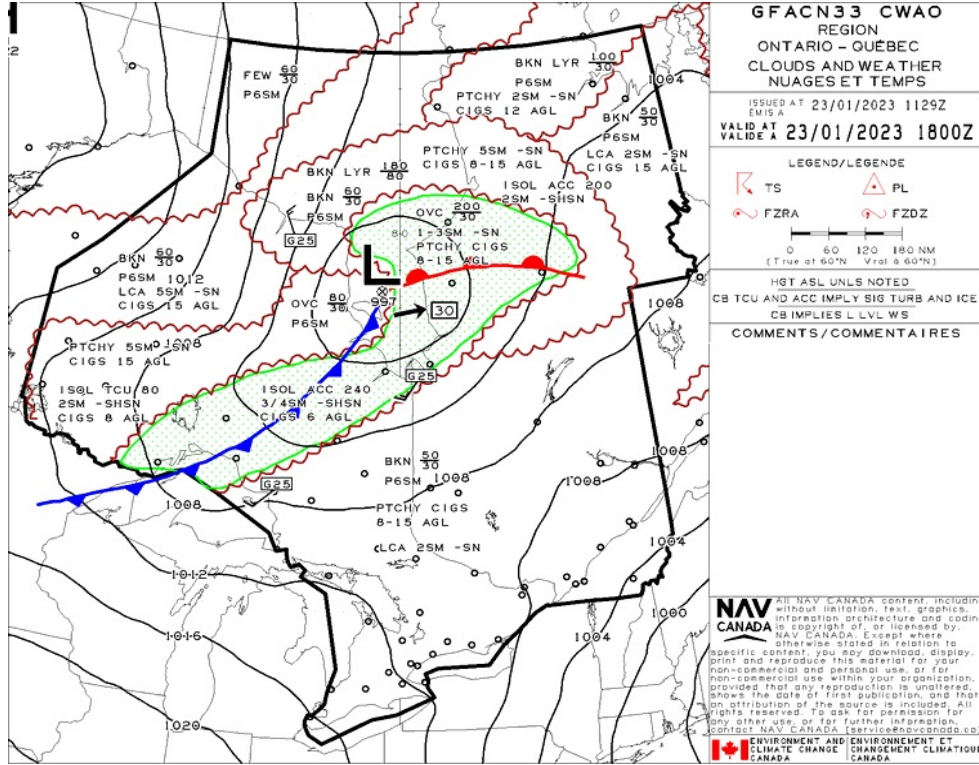 H
22
FEW 60/30
P6SM
BKN LYR 100/30
P6SM
PTCHY 2SM -SN
CIGS 12 AGL
1004
BKN 50/30
P6SM
LCA 2SM -SN
CIGS 15 AGL
PTCHY 5SM -SN
CIGS 8-15 AGL
BKN LYR 180/80
BKN 60/30
P6SM
ISOL ACC 200
2SM -SHSN
OVC 200/30
1-3SM -SN
PTCHY CIGS
8-15 AGL
980
G25
L
997
30
BKN 60/30
P6SM 1012
LCA 5SM -SN
CIGS 15 AGL
OVC 80/30
P6SM
1008
PTCHY 5SM -SN
CIGS 15 AGL
1008
ISOL TCU 80
2SM -SHSN
CIGS 8 AGL
ISOL ACC 240
3/4SM -SHSN
CIGS 6 AGL
G25
BKN 50/30
P6SM 1008
PTCHY CIGS
8-15 AGL
LCA 2SM -SN
G25
1008
1008
1008
1004
1012
1000
1016
1004
1020
GFACN33 CWAO
REGION
ONTARIO - QUÉBEC
CLOUDS AND WEATHER
NUAGES ET TEMPS
ISSUED AT 23/01/2023 1129Z
ÉMIS A
VALID AT 23/01/2023 1800Z
VALIDE A
LEGEND/LÉGENDE
TS
PL
FZRA
FZDZ
0 60 120 180 NM
(True at 60°N Vrai à 60°N)
HGT ASL UNLS NOTED
CB TCU AND ACC IMPLY SIG TURB AND ICE
CB IMPLIES L LVL WS
COMMENTS/COMMENTAIRES
NAV
CANADA
All NAV CANADA content, includin
without limitation, text, graphics,
information architecture and codin
is copyright of, or licensed by,
NAV CANADA. Except where
otherwise stated in relation to
specific content, you may download, display,
print and reproduce this material for your
non-commercial and personal use, or for
non-commercial use within your organization,
provided that any reproduction is unaltered,
shows the date of first publication, and that
an attribution of the source is included. All
rights reserved. To ask for permission for
any other use, or for further information,
contact NAV CANADA [service@navcanada.ca
ENVIRONMENT AND
CLIMATE CHANGE
CANADA
ENVIRONNEMENT ET
CHANGEMENT CLIMATIQU
CANADA